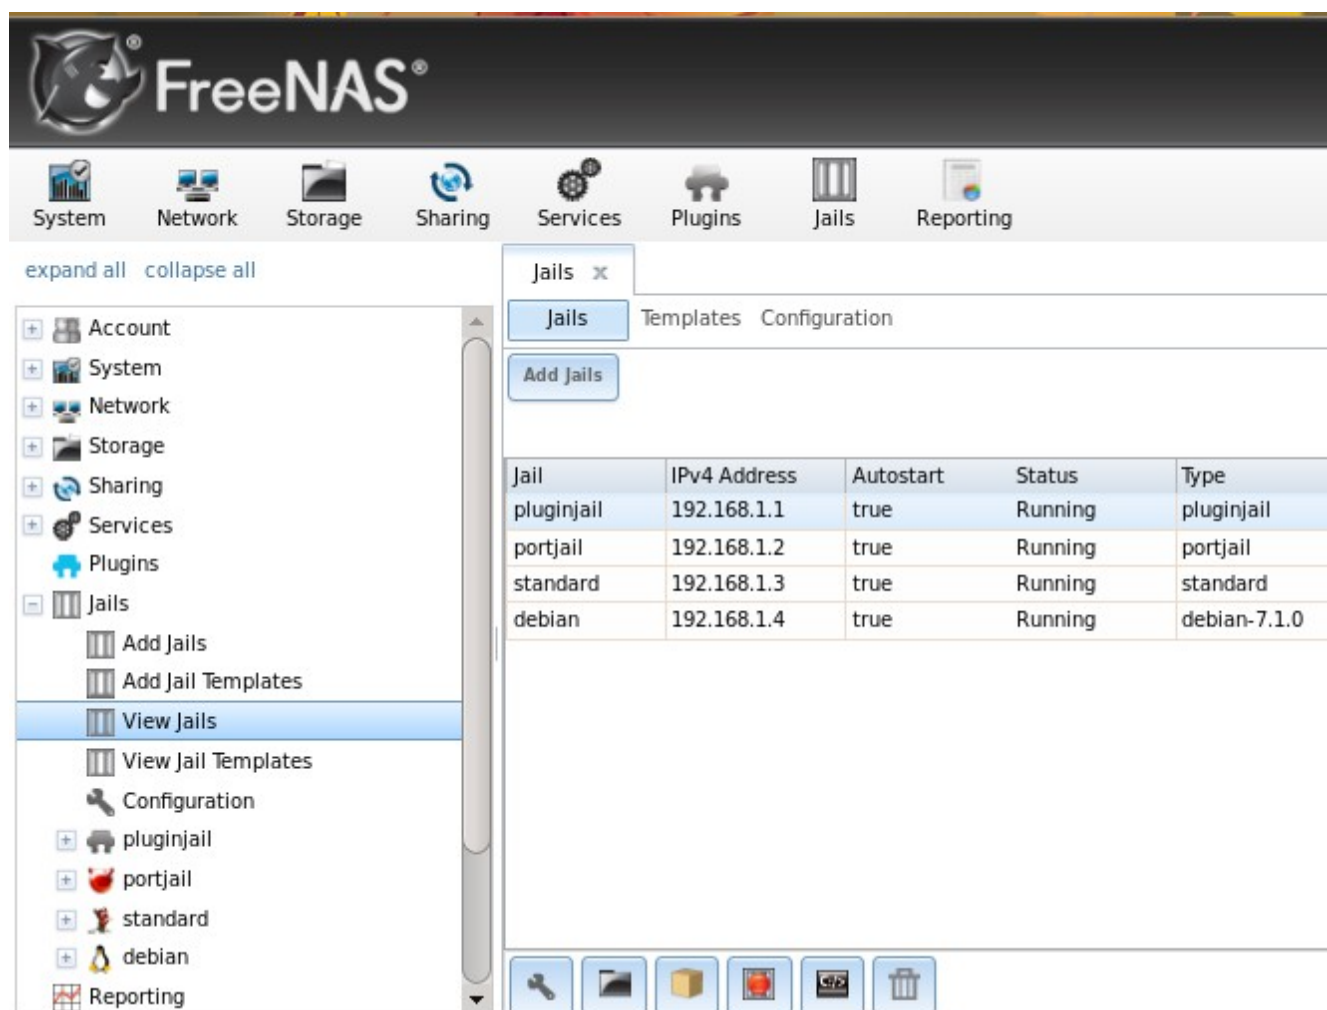 FreeNAS®
System Network Storage Sharing Services Plugins Jails Reporting
expand all collapse all
Account
System
Network
Storage
Sharing
Services
Plugins
Jails
Add Jails
Add Jail Templates
View Jails
View Jail Templates
Configuration
pluginjail
portjail
standard
debian
Reporting
Jails x
Jails Templates Configuration
Add Jails
Jail IPv4 Address Autostart Status Type
pluginjail 192.168.1.1 true Running pluginjail
portjail 192.168.1.2 true Running portjail
standard 192.168.1.3 true Running standard
debian 192.168.1.4 true Running debian-7.1.0